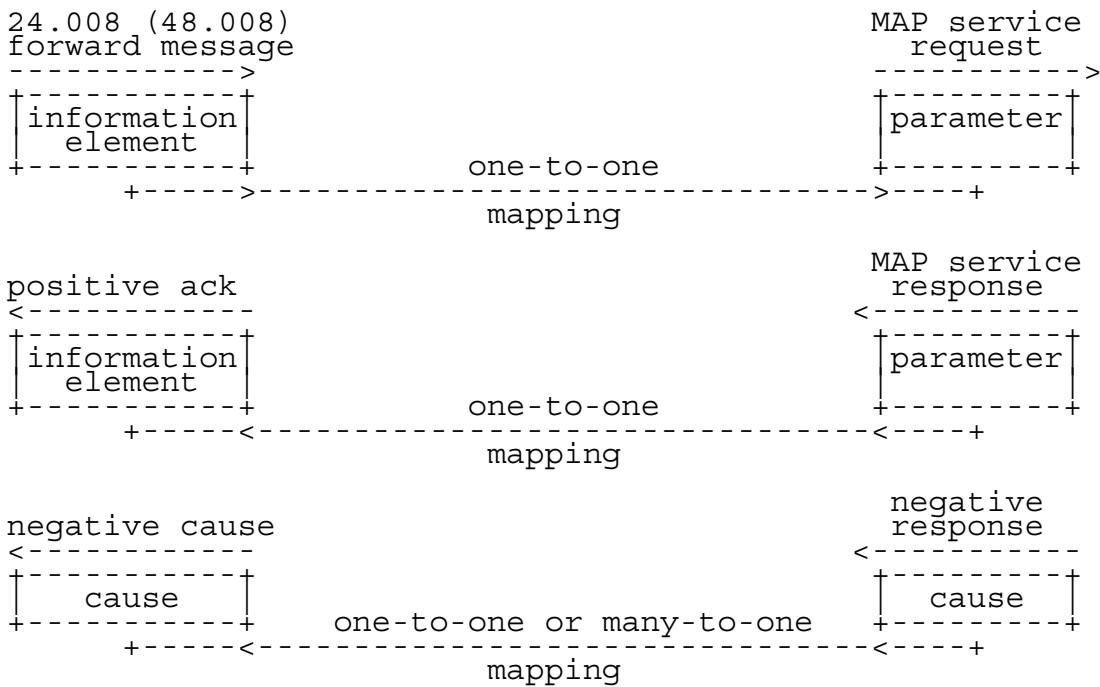 24.008 (48.008) MAP service
forward message request
------------> ----------->
+-----------+ +---------+
|information| |parameter|
| element | | |
+-----------+ one-to-one +---------+
+----->-------------------------------->----+
mapping
MAP service
positive ack response
<------------ <-----------
+-----------+ +---------+
|information| |parameter|
| element | | |
+-----------+ one-to-one +---------+
+-----<--------------------------------<----+
mapping
negative
negative cause response
<------------ <-----------
+-----------+ +---------+
| cause | | cause |
+-----------+ one-to-one or many-to-one +---------+
+-----<--------------------------------<----+
mapping